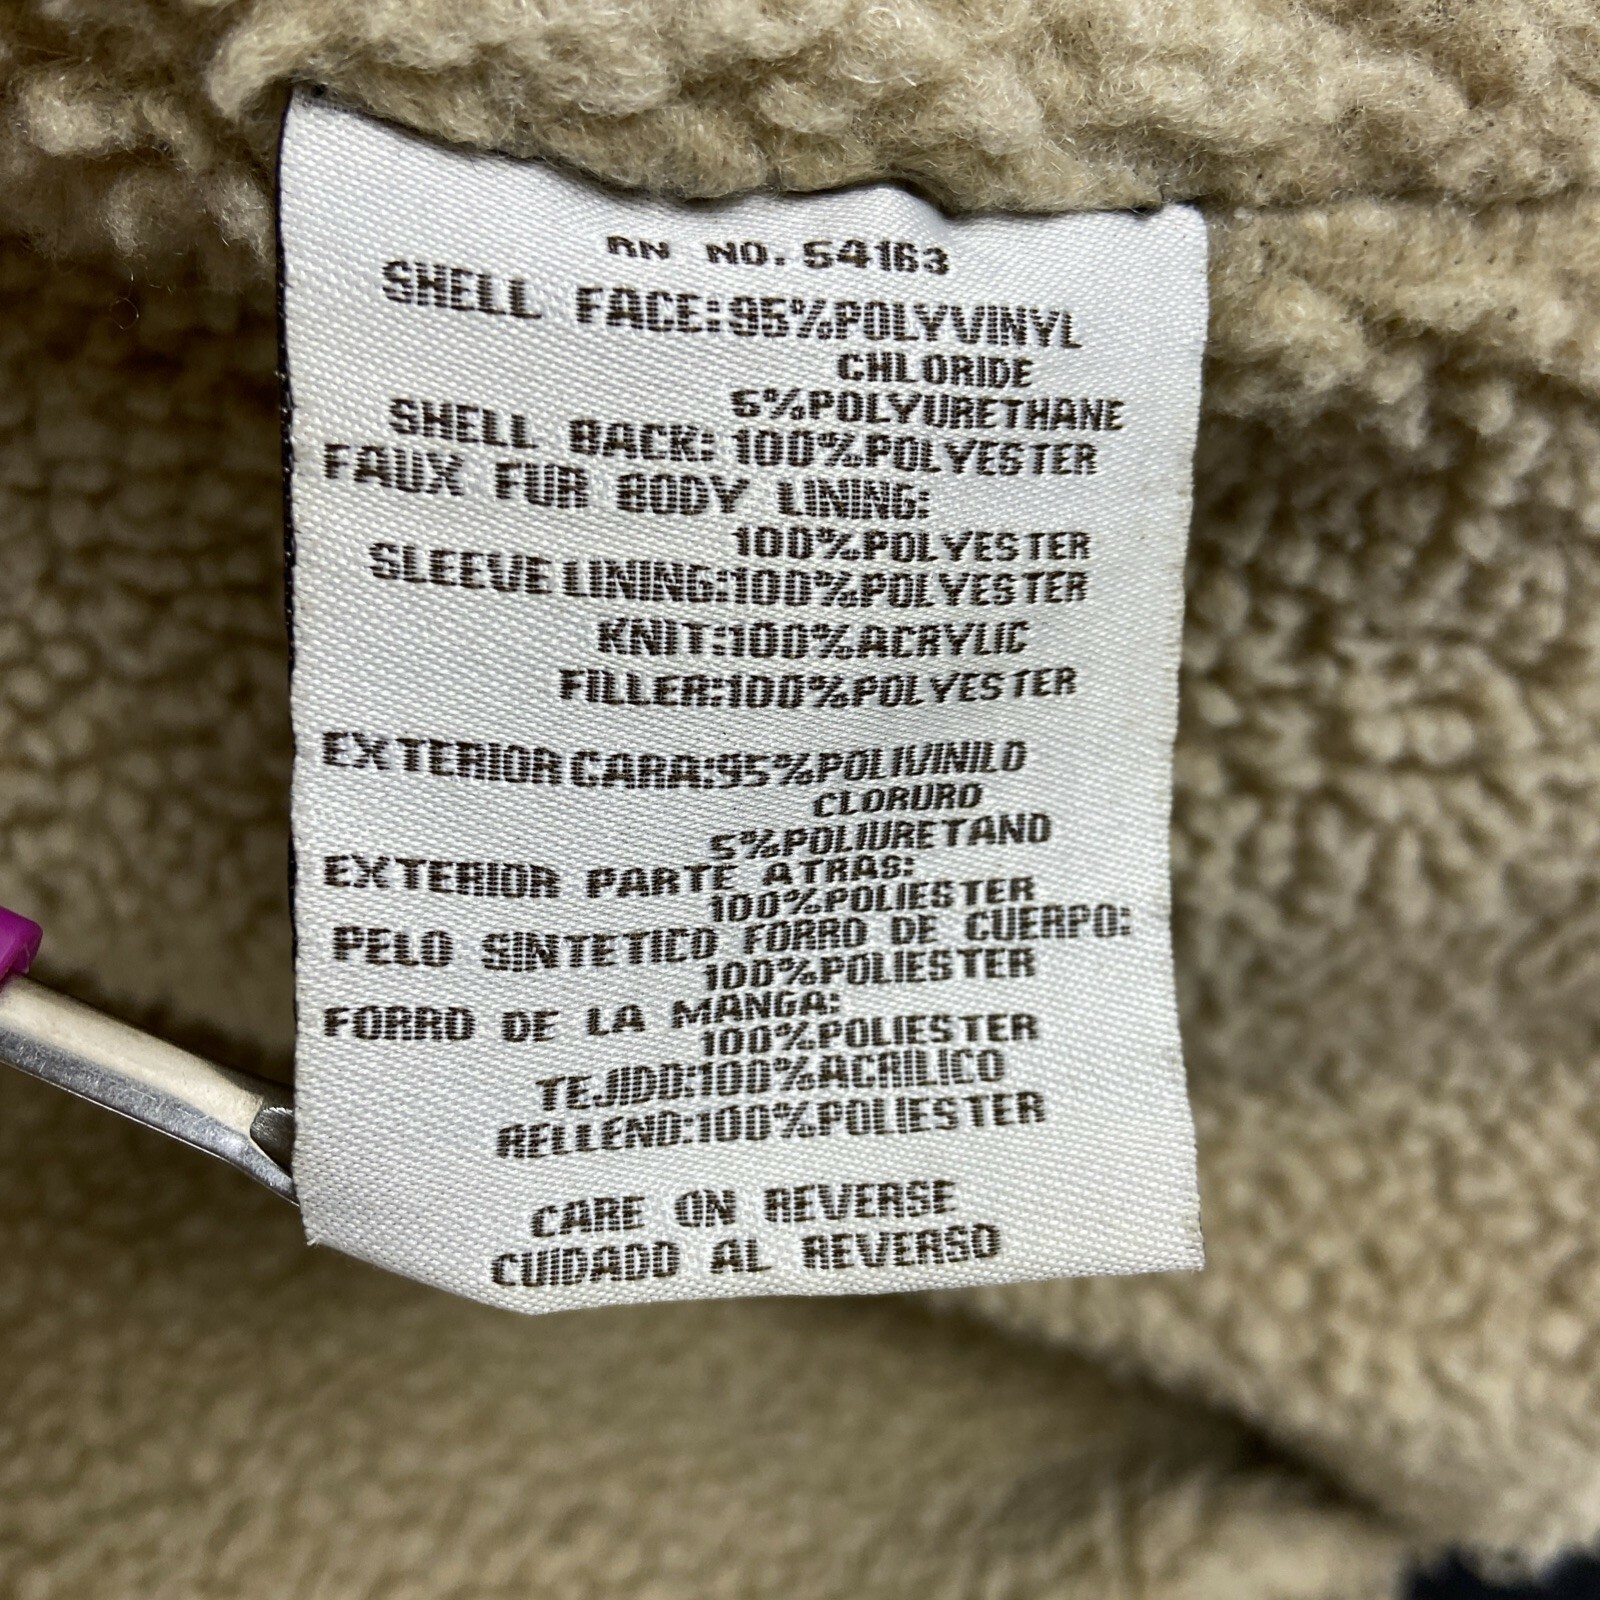 RN NO. 54163
SHELL FACE:95%POLYVINYL
CHLORIDE
5%POLYURETHANE
SHELL BACK: 100%POLYESTER
FAUX FUR BODY LINING:
100%POLYESTER
SLEEVE LINING:100%POLYESTER
KNIT:100%ACRYLIC
FILLER:100%POLYESTER
EXTERIOR CARA:95%POLIVINILO
CLORURO
5%POLIURETANO
EXTERIOR PARTE ATRAS:
100%POLIESTER
PELO SINTETICO FORRO DE CUERPO:
100%POLIESTER
FORRO DE LA MANGA:
100%POLIESTER
TEJIDO:100%ACRILICO
RELLENO:100%POLIESTER
CARE ON REVERSE
CUIDADO AL REVERSO